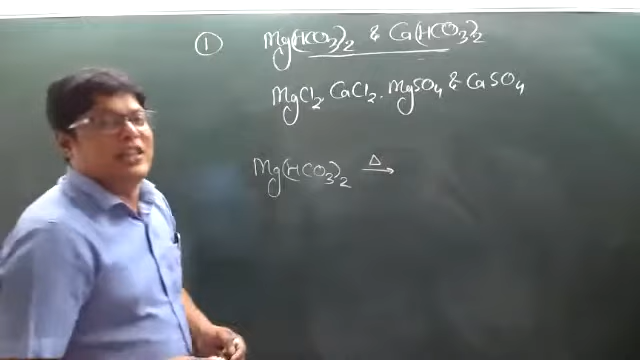 ① Mg(HCO₃)₂ & Ca(HCO₃)₂
MgCl₂, CaCl₂, MgSO₄ & CaSO₄
Mg(HCO₃)₂ —Δ→